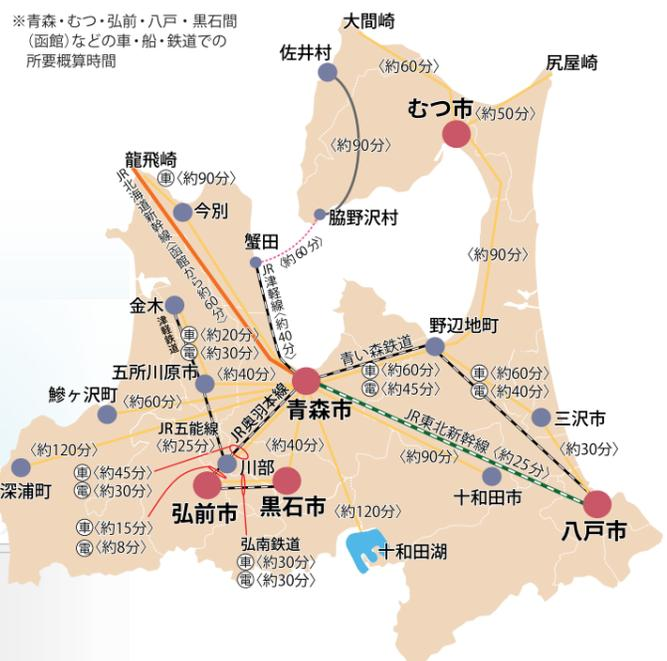 ※青森・むつ・弘前・八戸・黒石間
(函館)などの車・船・鉄道での
所要概算時間
大間崎
佐井村
〈約60分〉
尻屋崎
むつ市
〈約50分〉
〈約90分〉
龍飛崎
車〈約90分〉
今別
脇野沢村
JR北海道新幹線〈函館から約60分〉
蟹田
〈約60分〉
〈約90分〉
JR津軽線〈約40分〉
金木
津軽鉄道
車〈約20分〉
電〈約30分〉
野辺地町
青い森鉄道
五所川原市
〈約40分〉
車〈約60分〉
電〈約45分〉
車〈約60分〉
電〈約40分〉
鰺ヶ沢町
〈約60分〉
青森市
三沢市
JR五能線
〈約25分〉
JR奥羽本線
JR東北新幹線〈約25分〉
〈約120分〉
〈約40分〉
〈約90分〉
〈約30分〉
深浦町
車〈約45分〉
電〈約30分〉
川部
弘前市
黒石市
十和田市
八戸市
〈約120分〉
車〈約15分〉
電〈約8分〉
弘南鉄道
車〈約30分〉
電〈約30分〉
十和田湖